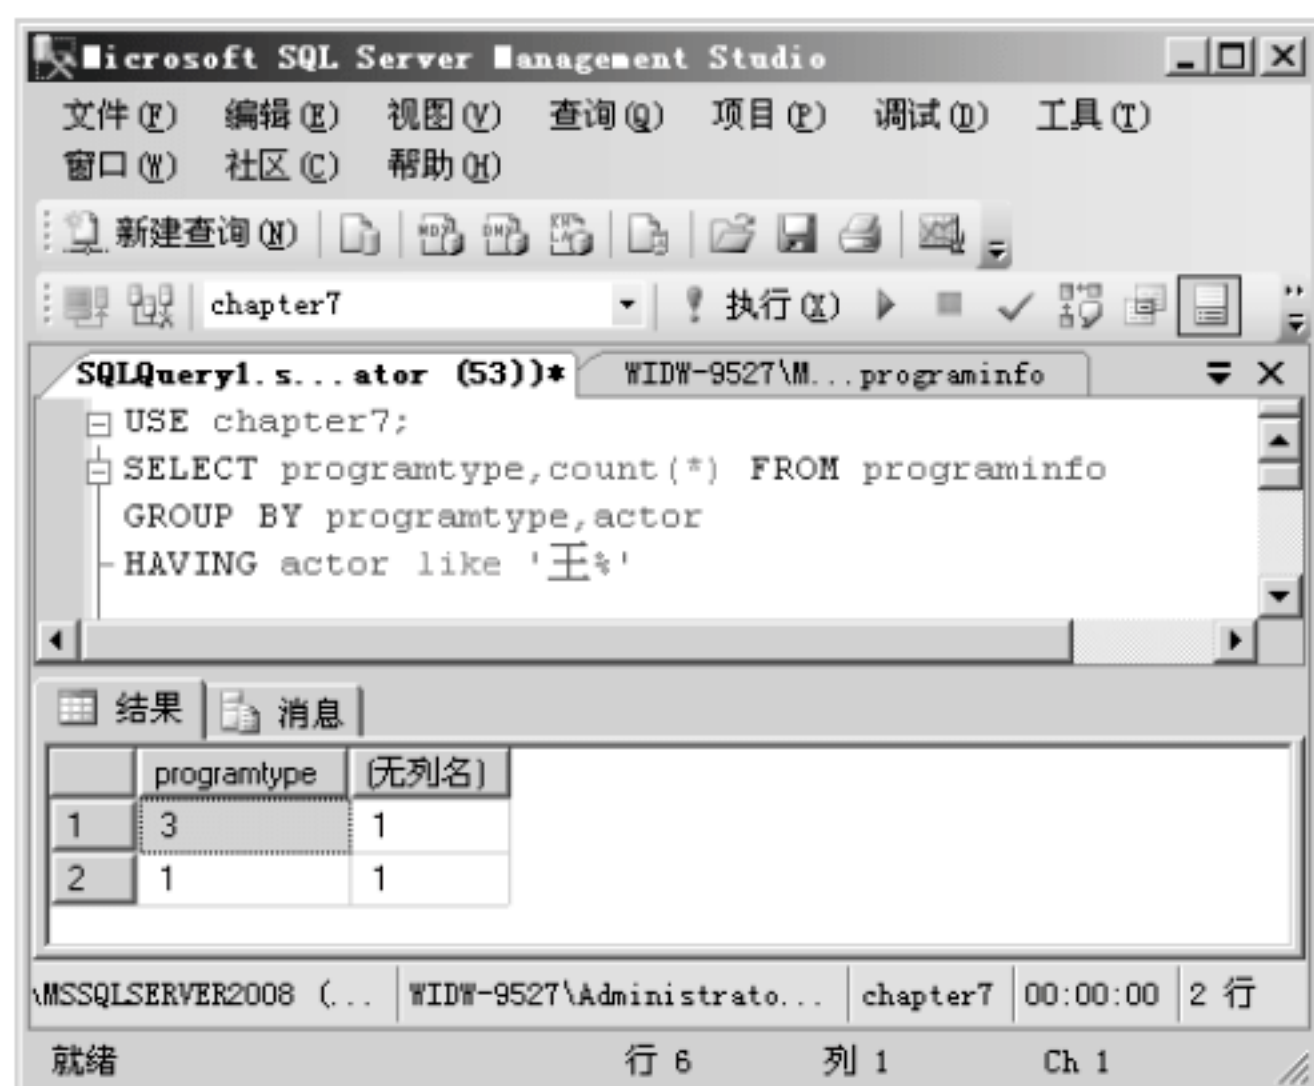 Microsoft SQL Server Management Studio
文件(F) 编辑(E) 视图(V) 查询(Q) 项目(P) 调试(D) 工具(T)
窗口(W) 社区(C) 帮助(H)
新建查询(N)
chapter7 执行(X)
SQLQuery1.s...ator (53))* WIDW-9527\M...programinfo
USE chapter7;
SELECT programtype,count(*) FROM programinfo
GROUP BY programtype,actor
HAVING actor like '王%'
结果 消息
programtype (无列名)
1 3 1
2 1 1
\MSSQLSERVER2008 (... WIDW-9527\Administrato... chapter7 00:00:00 2 行
就绪 行 6 列 1 Ch 1